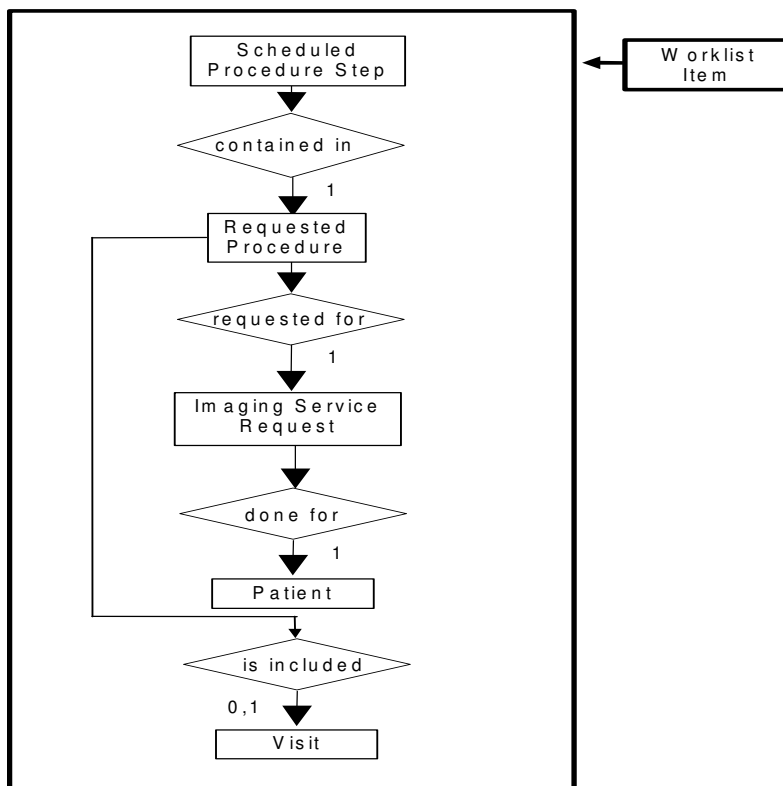 Scheduled
Procedure Step
Worklist
Item
contained in
1
Requested
Procedure
requested for
1
Imaging Service
Request
done for
1
Patient
is included
0,1
Visit